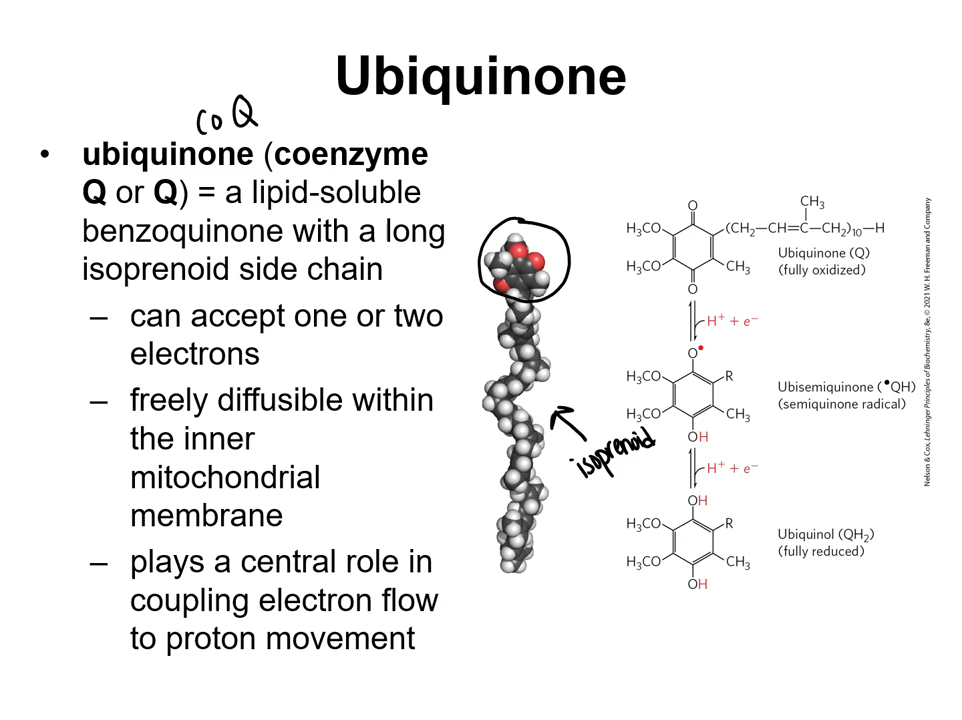 Ubiquinone
co Q
• ubiquinone (coenzyme
Q or Q) = a lipid-soluble
benzoquinone with a long
isoprenoid side chain
– can accept one or two
electrons
– freely diffusible within
the inner
mitochondrial
membrane
– plays a central role in
coupling electron flow
to proton movement
isoprenoid
O
CH₃
H₃CO
(CH₂—CH=C—CH₂)₁₀—H
H₃CO
CH₃
O
Ubiquinone (Q)
(fully oxidized)
H⁺ + e⁻
O•
H₃CO
R
H₃CO
CH₃
OH
Ubisemiquinone (•QH)
(semiquinone radical)
H⁺ + e⁻
OH
H₃CO
R
H₃CO
CH₃
OH
Ubiquinol (QH₂)
(fully reduced)
Nelson & Cox, Lehninger Principles of Biochemistry, 8e, © 2021 W. H. Freeman and Company